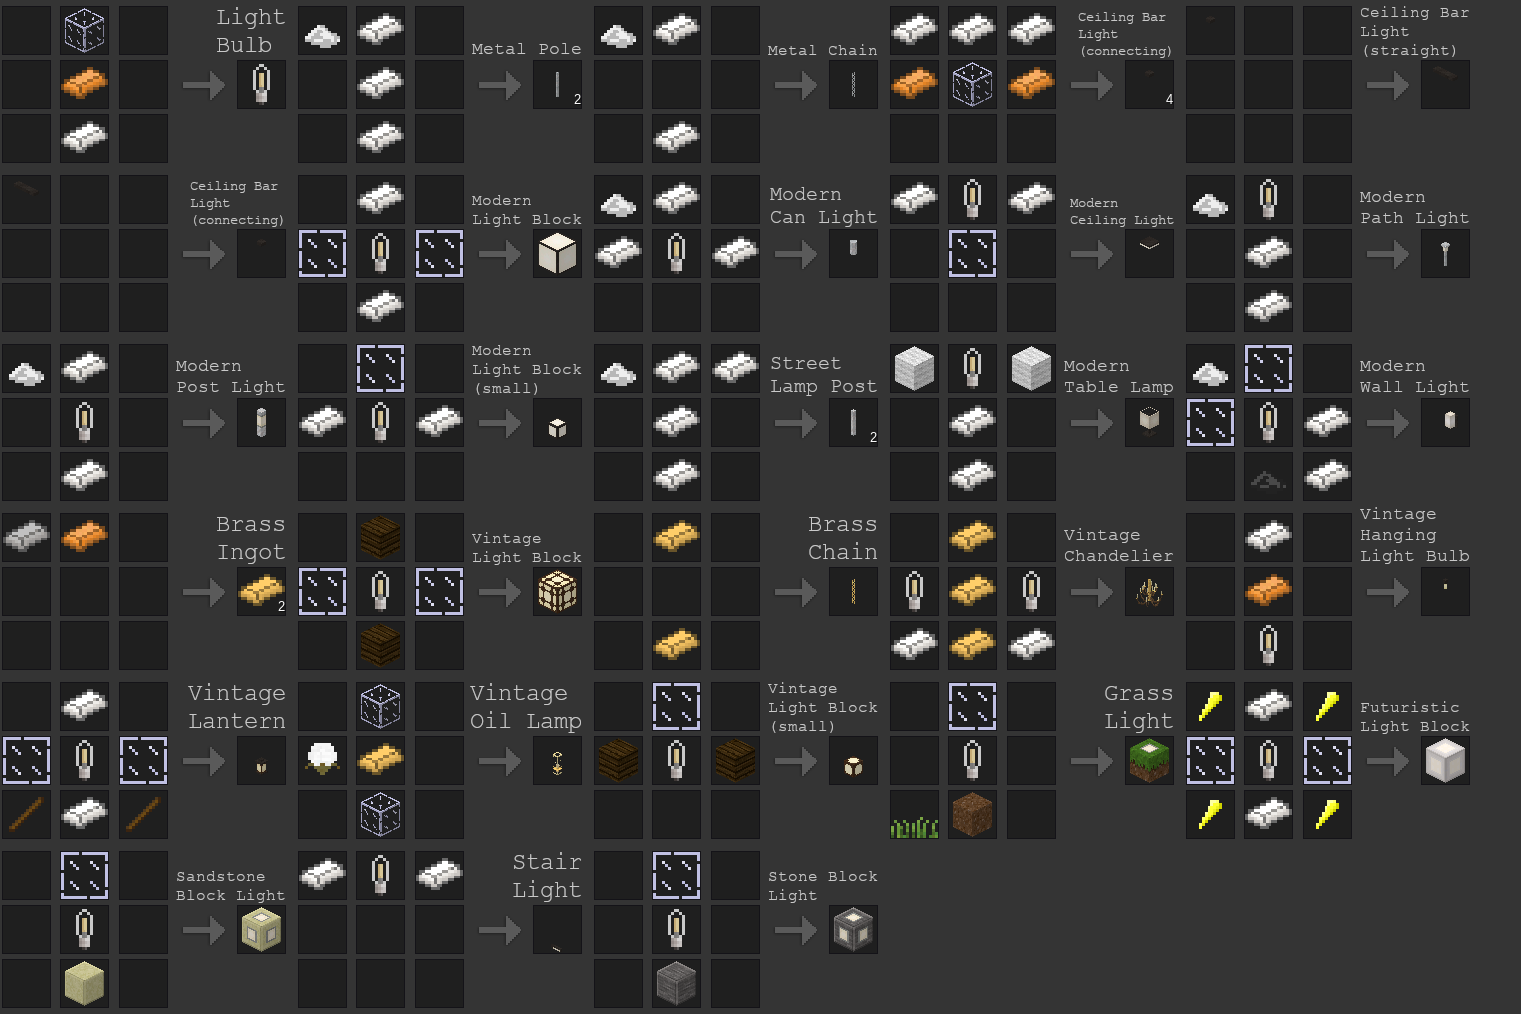 Light
Bulb
Metal Pole
2
Metal Chain
Ceiling Bar
Light
(connecting)
4
Ceiling Bar
Light
(straight)
Ceiling Bar
Light
(connecting)
Modern
Light Block
Modern
Can Light
Modern
Ceiling Light
Modern
Path Light
Modern
Post Light
Modern
Light Block
(small)
Street
Lamp Post
2
Modern
Table Lamp
Modern
Wall Light
Brass
Ingot
2
Vintage
Light Block
Brass
Chain
Vintage
Chandelier
Vintage
Hanging
Light Bulb
Vintage
Lantern
Vintage
Oil Lamp
Vintage
Light Block
(small)
Grass
Light
Futuristic
Light Block
Sandstone
Block Light
Stair
Light
Stone Block
Light